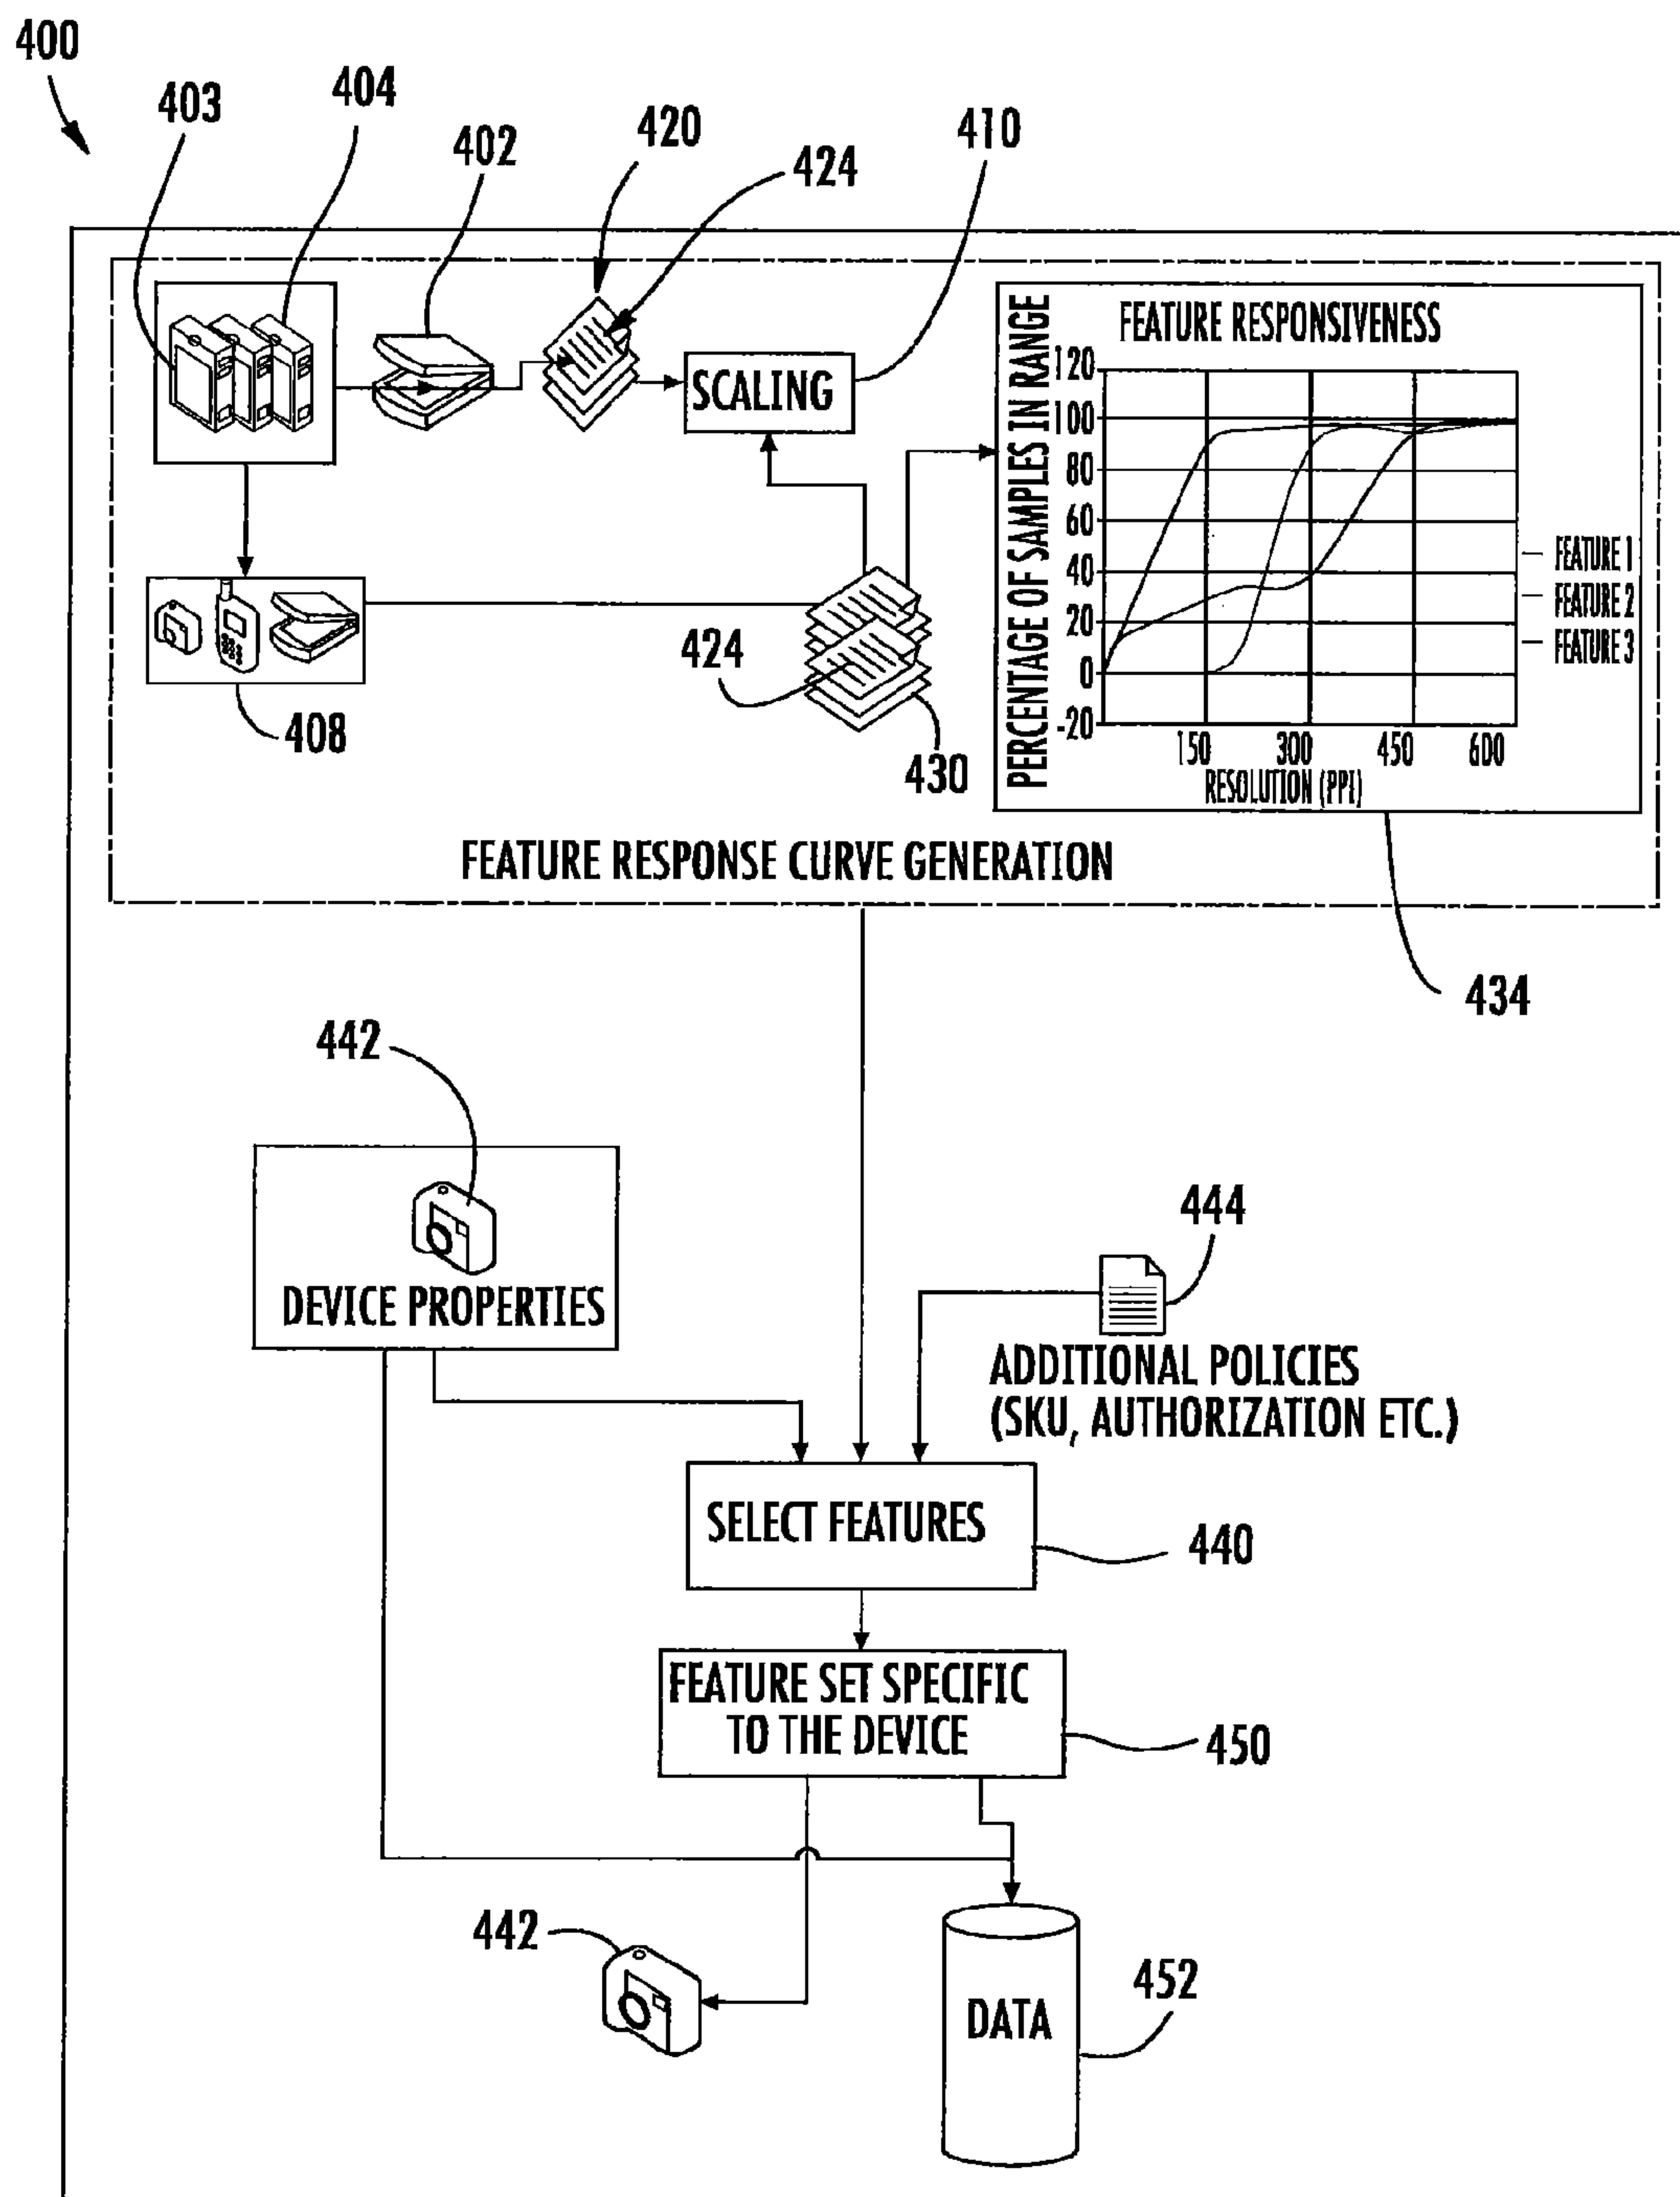 400
403
404
402
420
424
410
SCALING
FEATURE RESPONSIVENESS
PERCENTAGE OF SAMPLES IN RANGE
120
100
80
60
40
20
0
-20
150 300 450 600
RESOLUTION (PPI)
FEATURE 1
FEATURE 2
FEATURE 3
424
408
430
FEATURE RESPONSE CURVE GENERATION
434
442
DEVICE PROPERTIES
444
ADDITIONAL POLICIES
(SKU, AUTHORIZATION ETC.)
SELECT FEATURES
440
FEATURE SET SPECIFIC
TO THE DEVICE
450
442
452
DATA